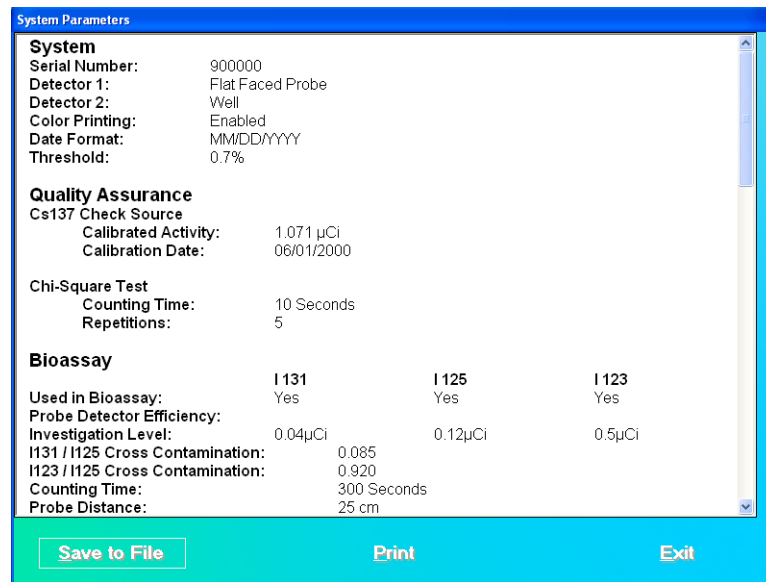 System Parameters
System
Serial Number: 900000
Detector 1: Flat Faced Probe
Detector 2: Well
Color Printing: Enabled
Date Format: MM/DD/YYYY
Threshold: 0.7%
Quality Assurance
Cs137 Check Source
Calibrated Activity: 1.071 µCi
Calibration Date: 06/01/2000
Chi-Square Test
Counting Time: 10 Seconds
Repetitions: 5
Bioassay
I 131 I 125 I 123
Used in Bioassay: Yes Yes Yes
Probe Detector Efficiency:
Investigation Level: 0.04µCi 0.12µCi 0.5µCi
I131 / I125 Cross Contamination: 0.085
I123 / I125 Cross Contamination: 0.920
Counting Time: 300 Seconds
Probe Distance: 25 cm
Save to File Print Exit